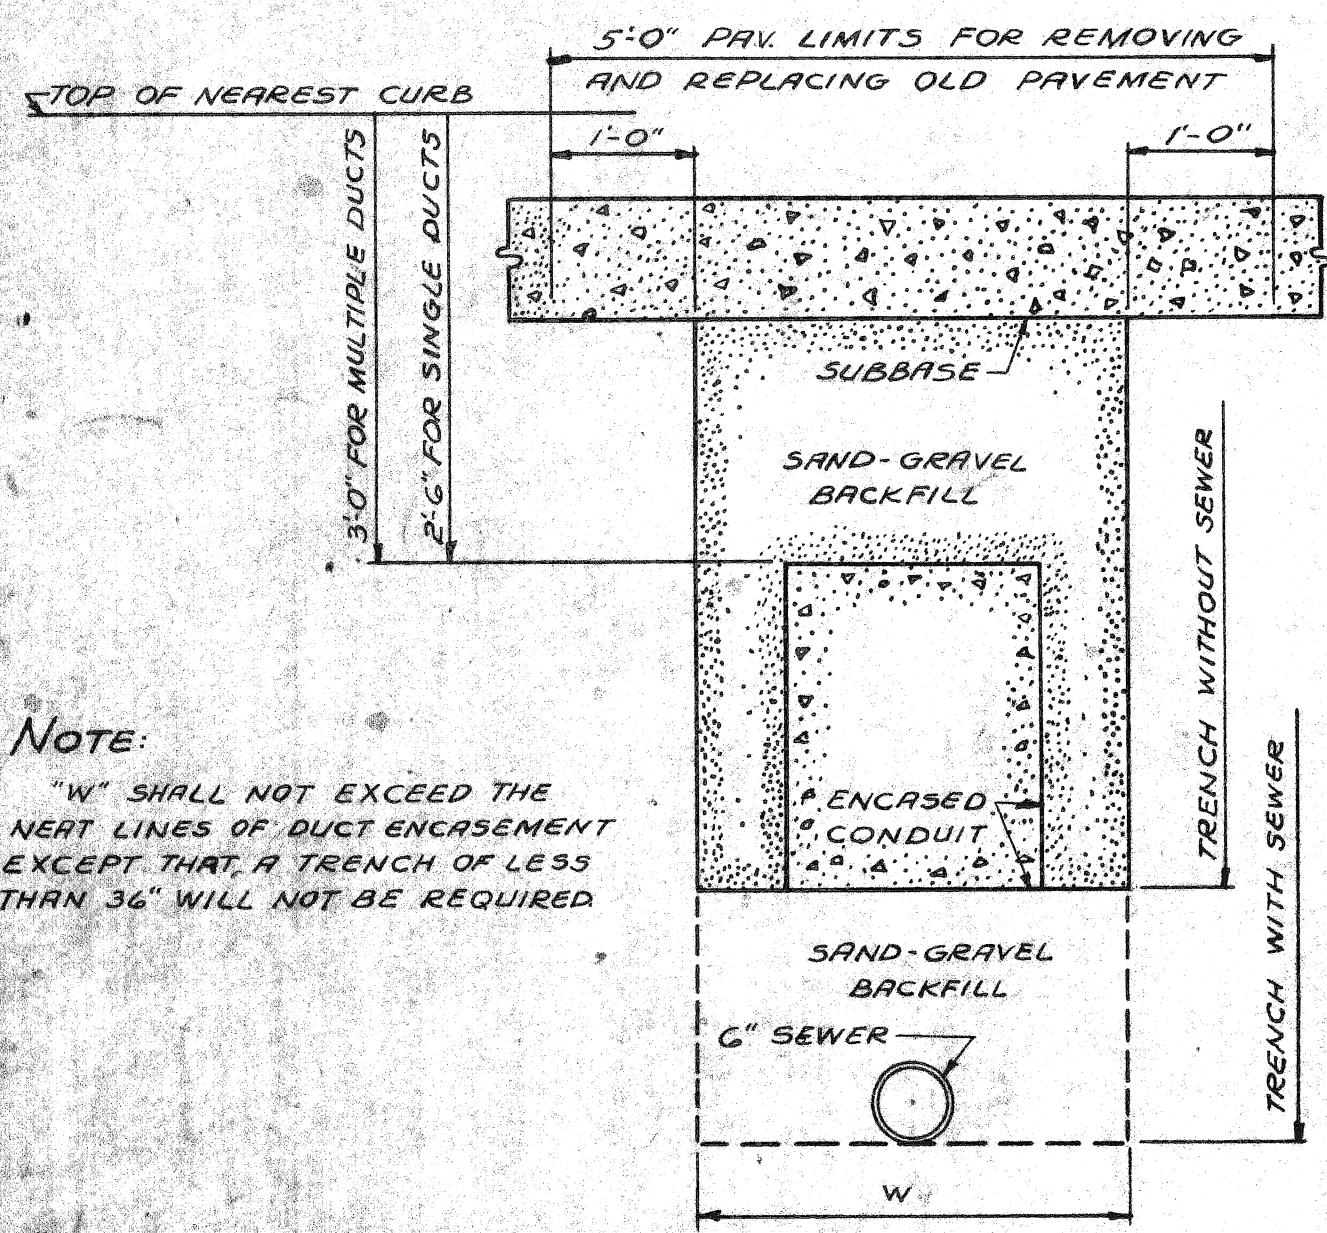 5'-0" PAV. LIMITS FOR REMOVING
AND REPLACING OLD PAVEMENT
TOP OF NEAREST CURB
1'-0"
1'-0"
3'-0" FOR MULTIPLE DUCTS
2'-6" FOR SINGLE DUCTS
SUBBASE
SAND-GRAVEL
BACKFILL
TRENCH WITHOUT SEWER
TRENCH WITH SEWER
NOTE:
"W" SHALL NOT EXCEED THE
NEAT LINES OF DUCT ENCASEMENT
EXCEPT THAT A TRENCH OF LESS
THAN 36" WILL NOT BE REQUIRED
ENCASED
CONDUIT
SAND-GRAVEL
BACKFILL
6" SEWER
W